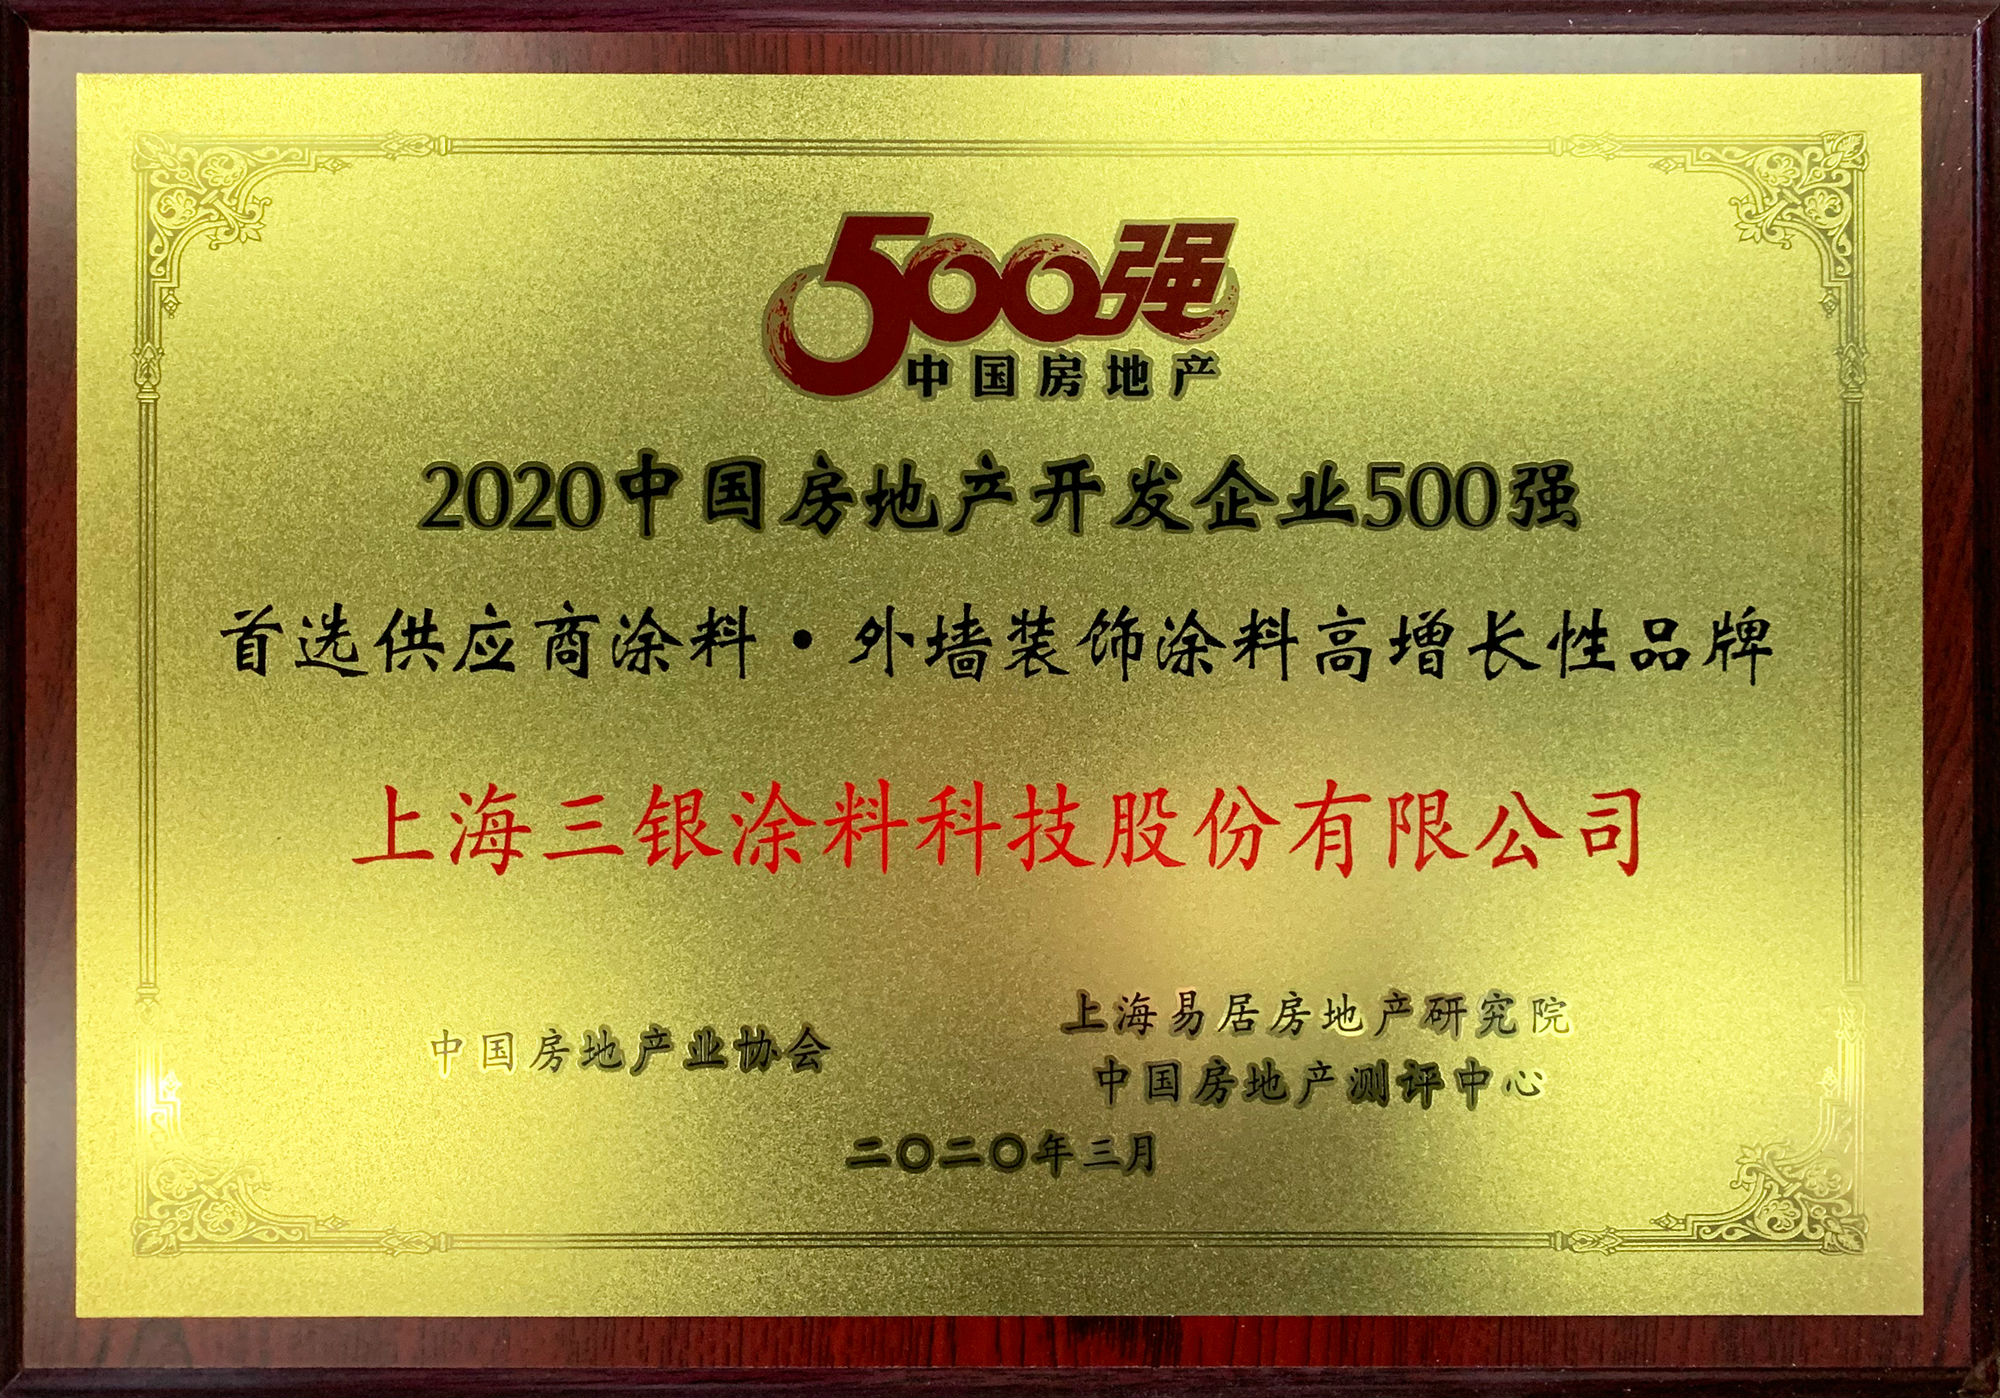 500强
中国房地产
2020中国房地产开发企业500强
首选供应商涂料·外墙装饰涂料高增长性品牌
上海三银涂料科技股份有限公司
中国房地产业协会
上海易居房地产研究院
中国房地产测评中心
二〇二〇年三月